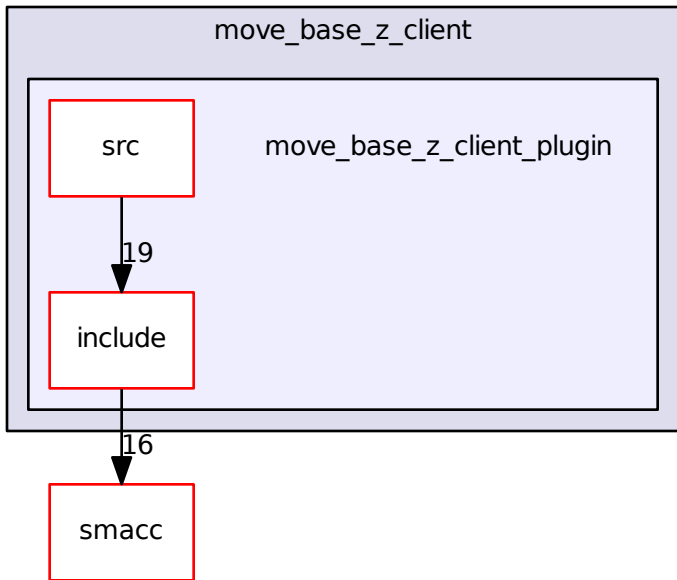 move_base_z_client
src
move_base_z_client_plugin
19
include
16
smacc